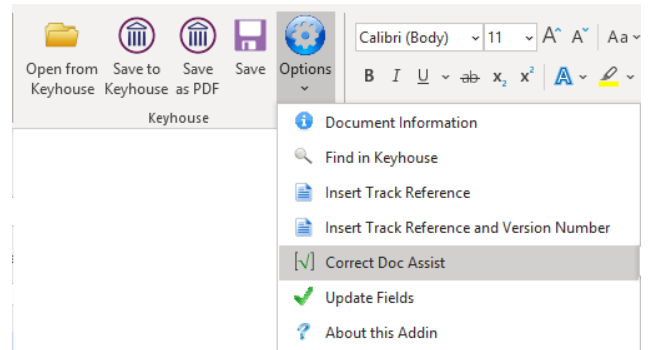 Open from Keyhouse
Save to Keyhouse
Save as PDF
Save
Options
Keyhouse
Calibri (Body)
11
A^ Aˇ Aa
B I U ab x₂ x² A
Document Information
Find in Keyhouse
Insert Track Reference
Insert Track Reference and Version Number
[√] Correct Doc Assist
Update Fields
About this Addin